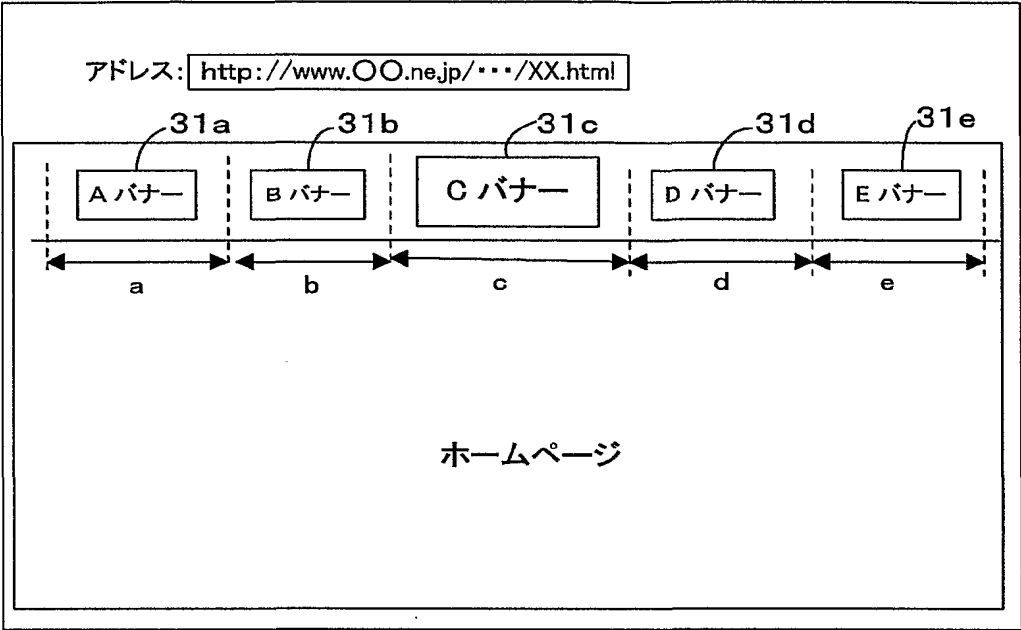 アドレス: http://www.〇〇.ne.jp/・・・/XX.html
31a 31b 31c 31d 31e
A バナー B バナー C バナー D バナー E バナー
a b c d e
ホームページ